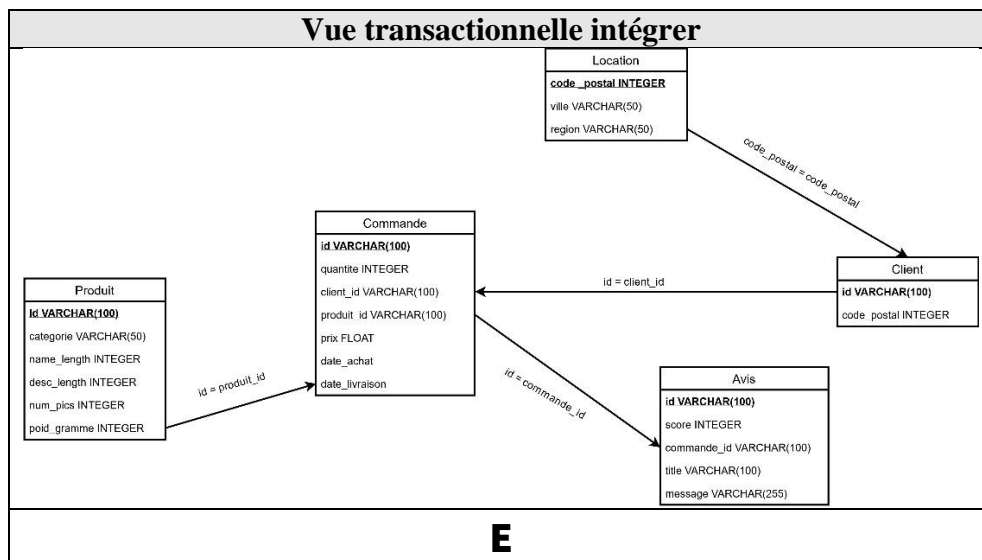 Vue transactionnelle intégrer
Location
code_postal INTEGER
ville VARCHAR(50)
region VARCHAR(50)
code_postal = code_postal
Commande
id VARCHAR(100)
quantite INTEGER
client_id VARCHAR(100)
produit_id VARCHAR(100)
prix FLOAT
date_achat
date_livraison
id = client_id
Client
id VARCHAR(100)
code_postal INTEGER
Produit
id VARCHAR(100)
categorie VARCHAR(50)
name_length INTEGER
desc_length INTEGER
num_pics INTEGER
poid_gramme INTEGER
id = produit_id
id = commande_id
Avis
id VARCHAR(100)
score INTEGER
commande_id VARCHAR(100)
title VARCHAR(100)
message VARCHAR(255)
E